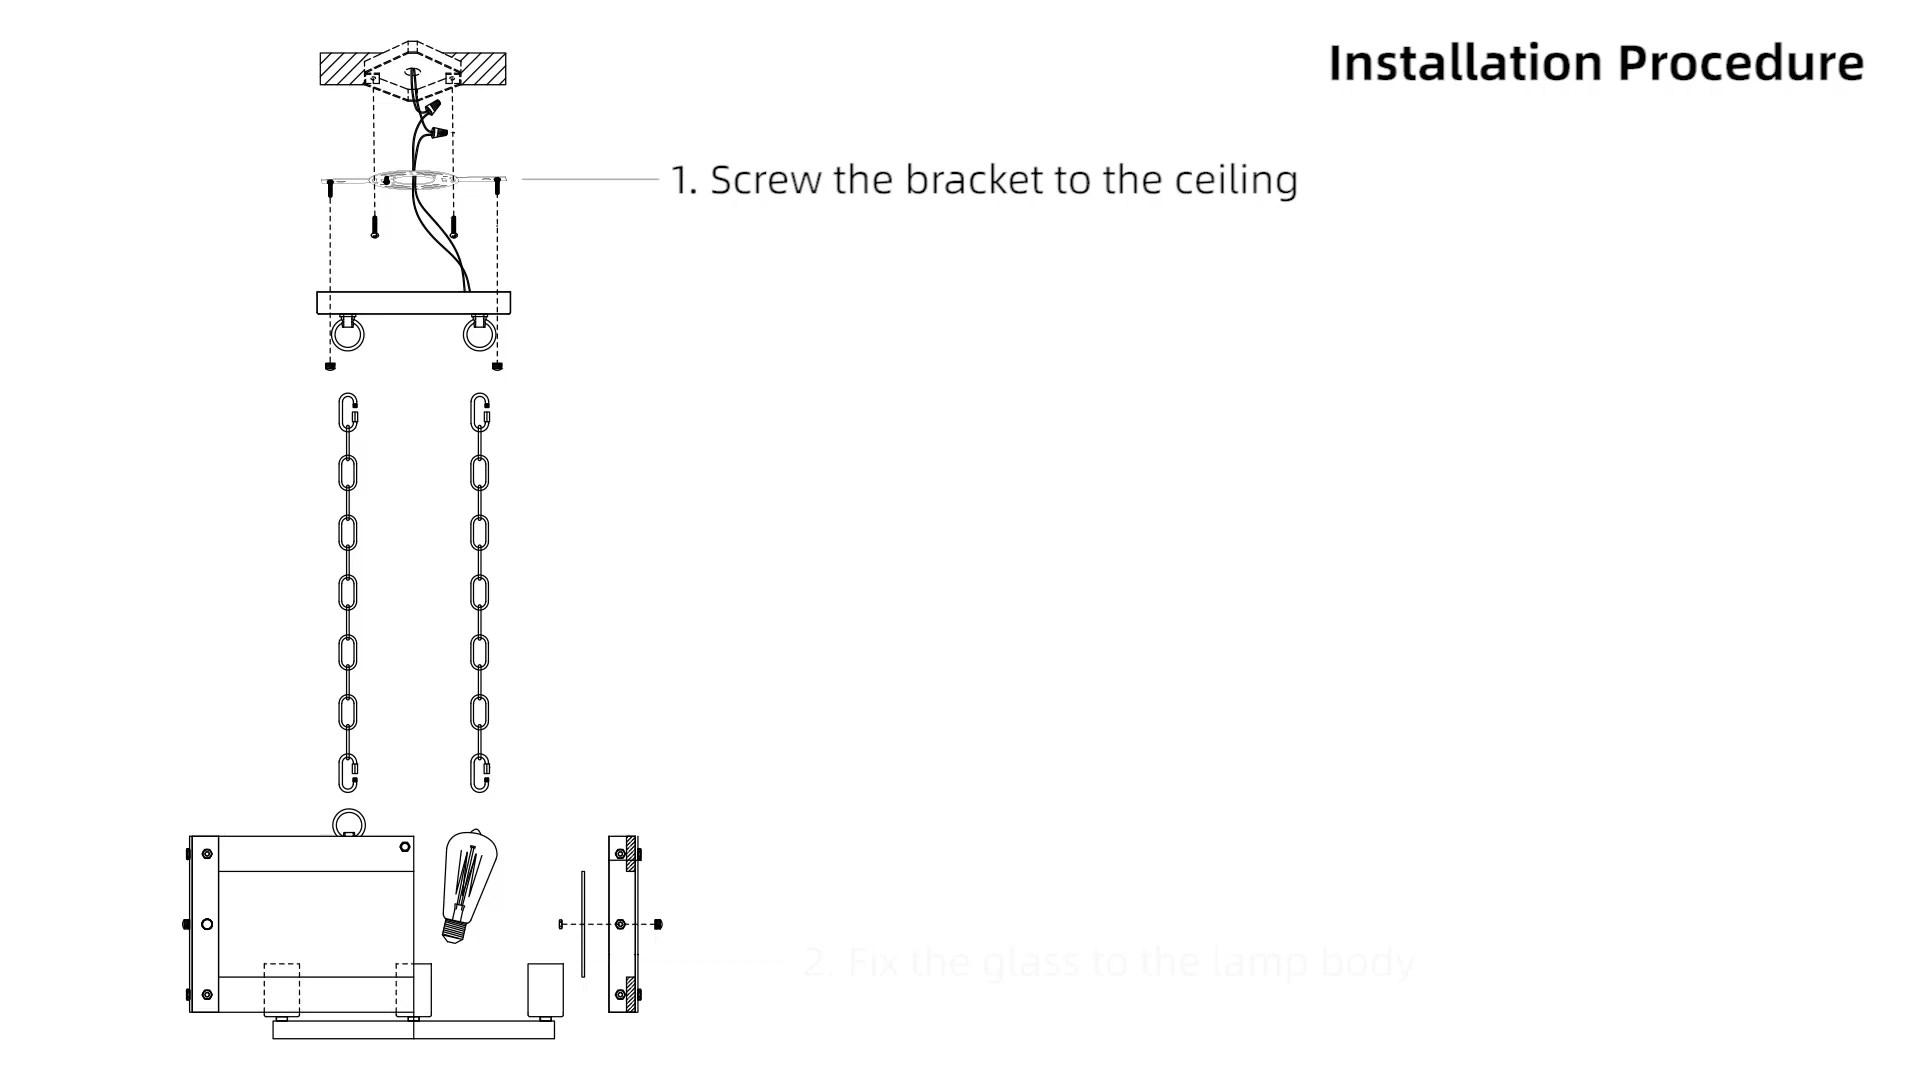 Installation Procedure
1. Screw the bracket to the ceiling
2. Fix the glass to the lamp body